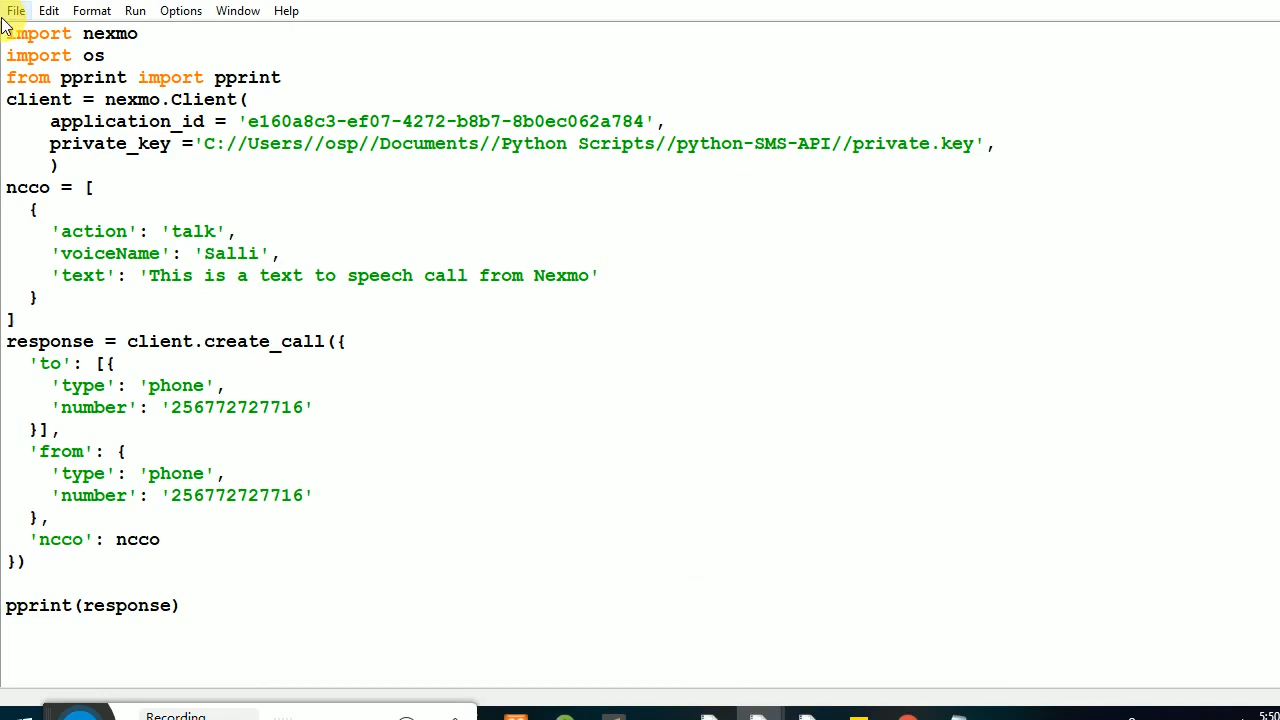 File Edit Format Run Options Window Help
import nexmo
import os
from pprint import pprint
client = nexmo.Client(
    application_id = 'e160a8c3-ef07-4272-b8b7-8b0ec062a784',
    private_key ='C://Users//osp//Documents//Python Scripts//python-SMS-API//private.key',
    )
ncco = [
  {
    'action': 'talk',
    'voiceName': 'Salli',
    'text': 'This is a text to speech call from Nexmo'
  }
]
response = client.create_call({
  'to': [{
    'type': 'phone',
    'number': '256772727716'
  }],
  'from': {
    'type': 'phone',
    'number': '256772727716'
  },
  'ncco': ncco
})
pprint(response)
Recording
5:50